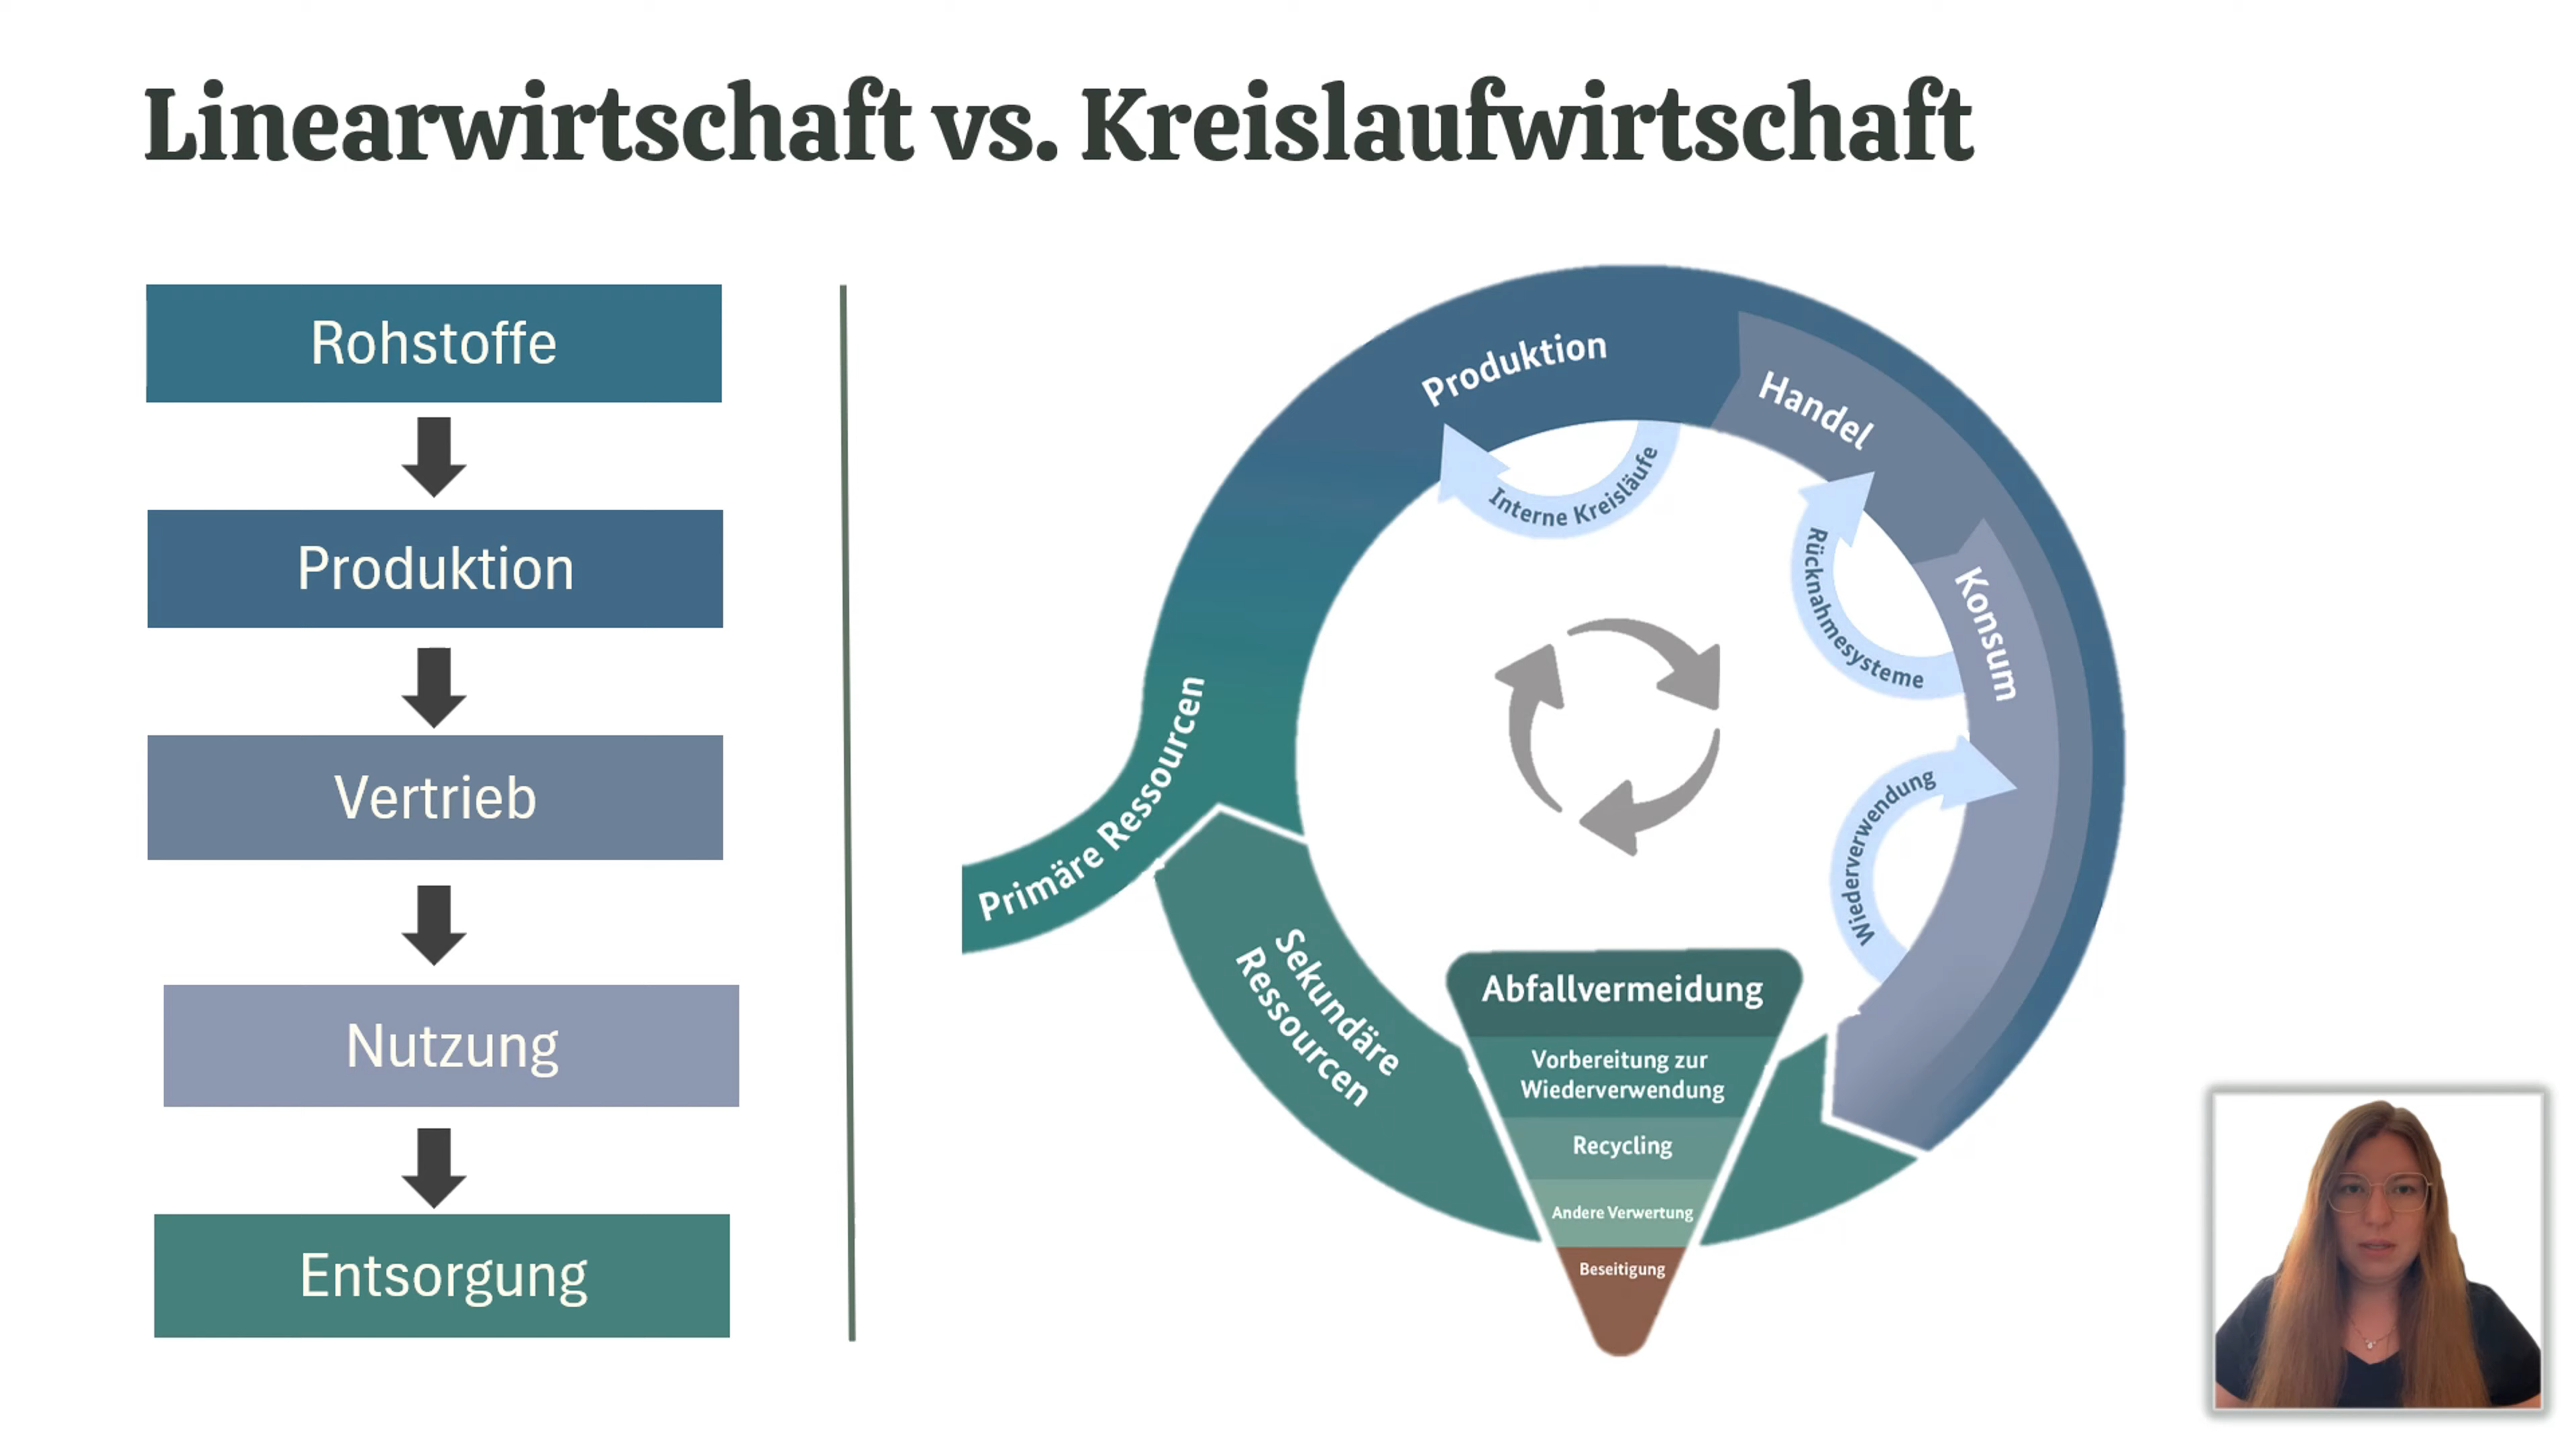 Linearwirtschaft vs. Kreislaufwirtschaft
Rohstoffe
Produktion
Vertrieb
Nutzung
Entsorgung
Primäre Ressourcen
Produktion
Handel
Konsum
Interne Kreisläufe
Rücknahmesysteme
Wiederverwendung
Sekundäre
Ressourcen
Abfallvermeidung
Vorbereitung zur
Wiederverwendung
Recycling
Andere Verwertung
Beseitigung